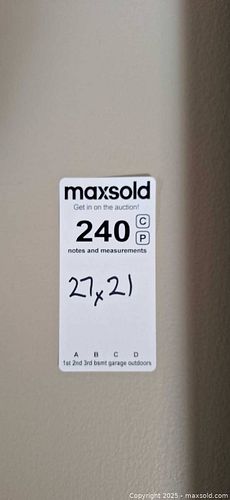 maxsold
Get in on the auction!
240 C
P
notes and measurements
27x21
A B C D
1st 2nd 3rd bsmt garage outdoors
Copyright 2025 - maxsold.com